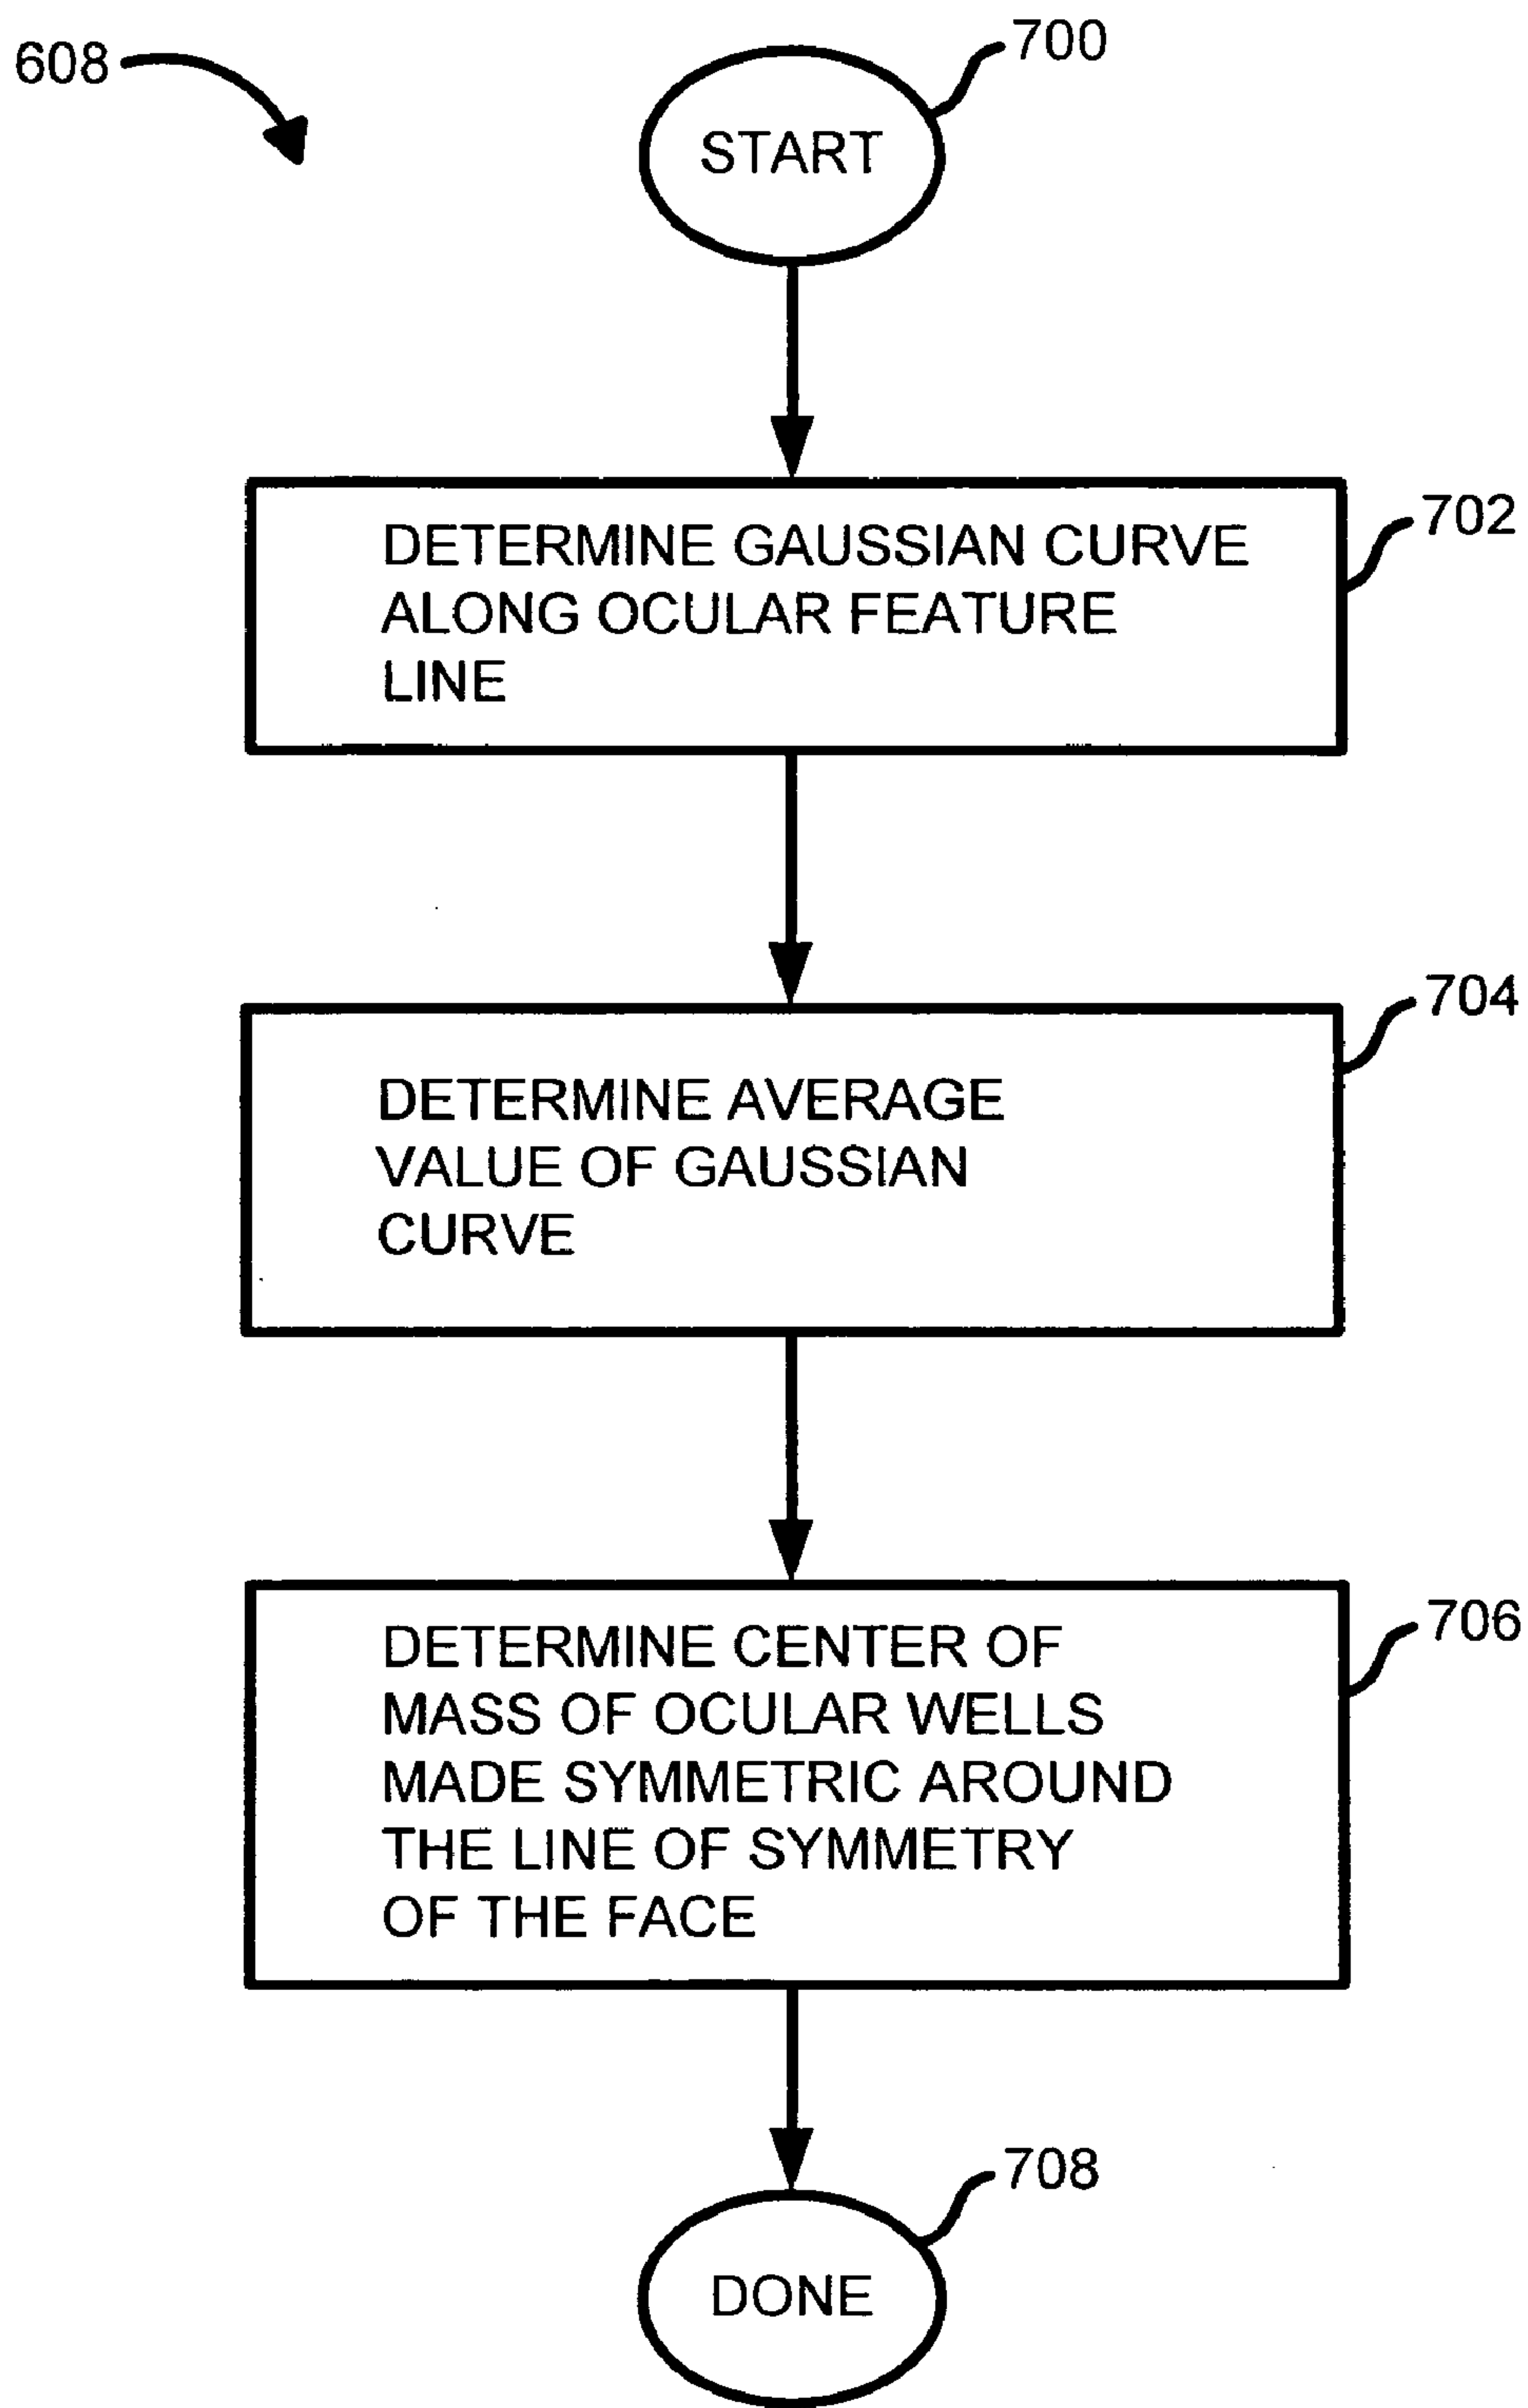 608
700
START
702
DETERMINE GAUSSIAN CURVE
ALONG OCULAR FEATURE
LINE
704
DETERMINE AVERAGE
VALUE OF GAUSSIAN
CURVE
706
DETERMINE CENTER OF
MASS OF OCULAR WELLS
MADE SYMMETRIC AROUND
THE LINE OF SYMMETRY
OF THE FACE
708
DONE